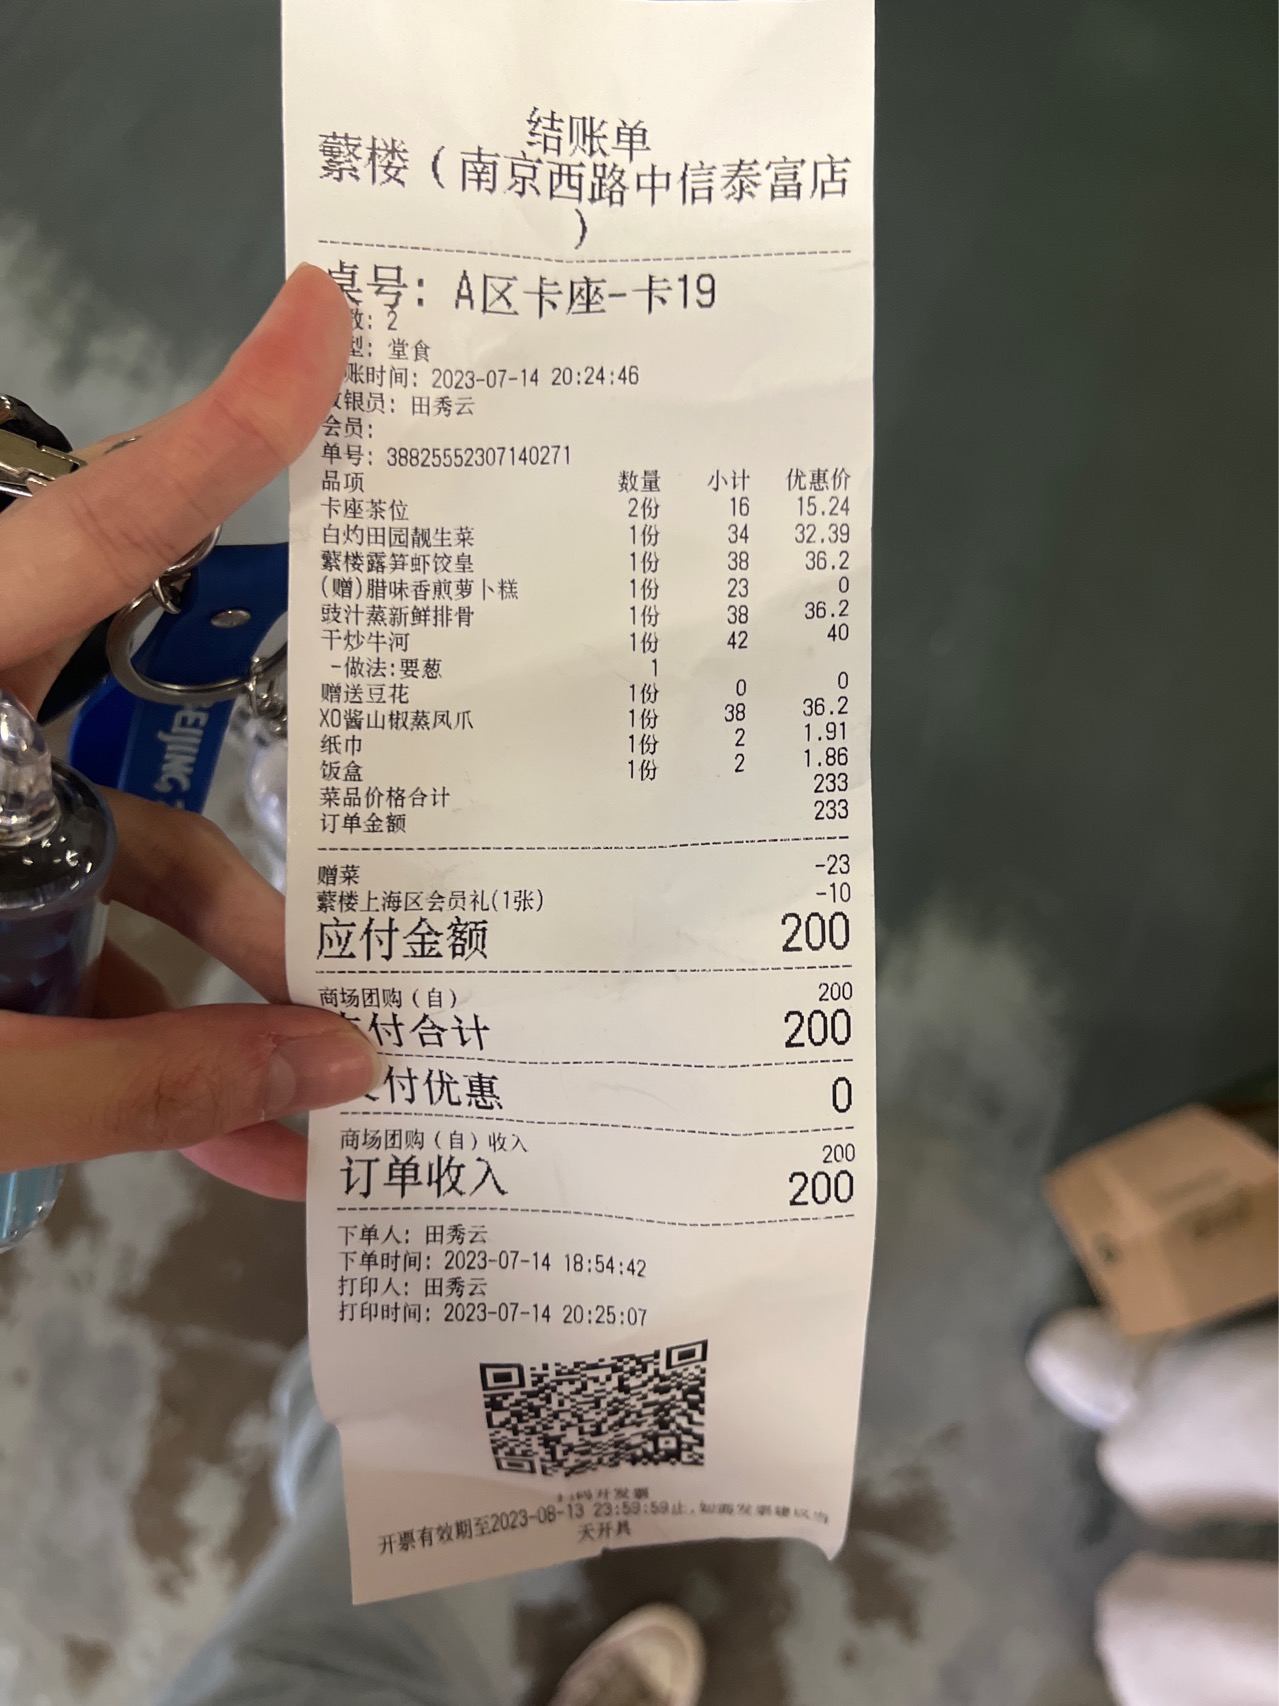 结账单
蘩楼（南京西路中信泰富店
）
桌号: A区卡座-卡19
数: 2
型: 堂食
账时间: 2023-07-14 20:24:46
银员: 田秀云
会员:
单号: 38825552307140271
品项 数量 小计 优惠价
卡座茶位 2份 16 15.24
白灼田园靓生菜 1份 34 32.39
蘩楼露笋虾饺皇 1份 38 36.2
(赠)腊味香煎萝卜糕 1份 23 0
豉汁蒸新鲜排骨 1份 38 36.2
干炒牛河 1份 42 40
-做法:要葱 1
赠送豆花 1份 0 0
XO酱山椒蒸凤爪 1份 38 36.2
纸巾 1份 2 1.91
饭盒 1份 2 1.86
菜品价格合计 233
订单金额 233
赠菜 -23
蘩楼上海区会员礼(1张) -10
应付金额 200
商场团购（自） 200
付合计 200
付优惠 0
商场团购（自）收入 200
订单收入 200
下单人: 田秀云
下单时间: 2023-07-14 18:54:42
打印人: 田秀云
打印时间: 2023-07-14 20:25:07
扫码开发票
开票有效期至2023-08-13 23:59:59止,如需发票建议当
天开具
EIJING